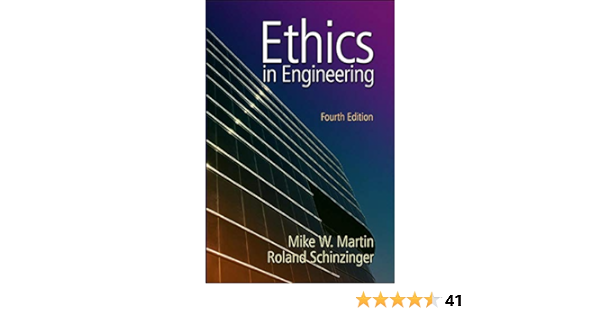 Ethics
in Engineering
Fourth Edition
Mike W. Martin
Roland Schinzinger
41